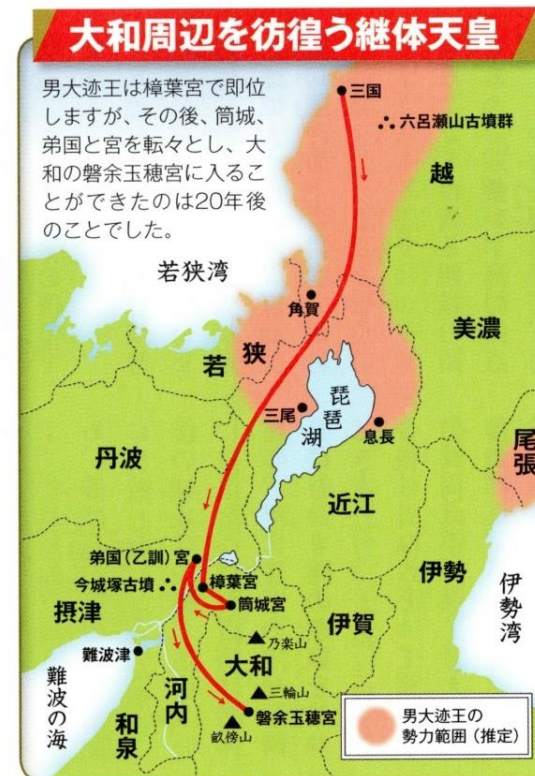 大和周辺を彷徨う継体天皇
男大迹王は樟葉宮で即位
しますが、その後、筒城、
弟国と宮を転々とし、大
和の磐余玉穂宮に入るこ
とができたのは20年後
のことでした。
三国
六呂瀬山古墳群
越
若狭湾
角賀
美濃
若狭
三尾
琵琶湖
息長
尾張
丹波
近江
弟国(乙訓)宮
樟葉宮
今城塚古墳
筒城宮
伊勢
伊勢湾
摂津
伊賀
乃楽山
難波津
大和
三輪山
難波の海
河内
磐余玉穂宮
畝傍山
和泉
男大迹王の
勢力範囲(推定)